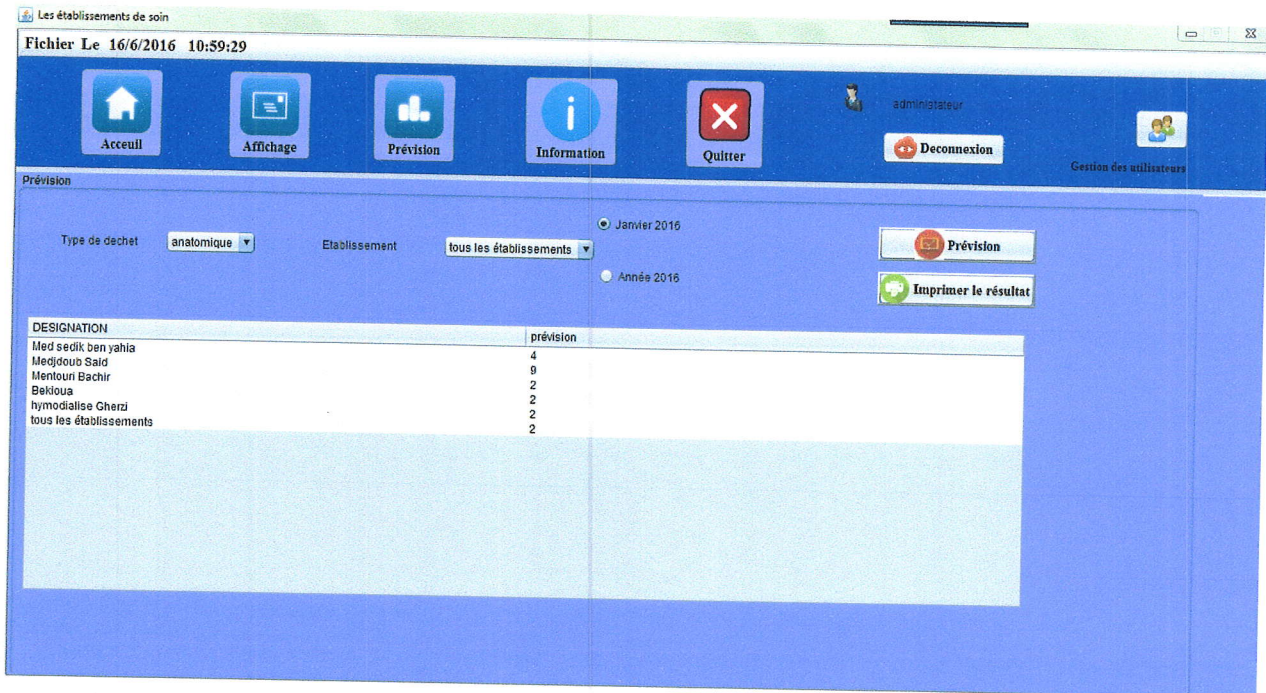 Les établissements de soin
Fichier Le 16/6/2016 10:59:29
Acceuil Affichage Prévision Information Quitter administateur Deconnexion Gestion des utilisateurs
Prévision
Type de dechet anatomique Etablissement tous les établissements
Janvier 2016
Année 2016
Prévision
Imprimer le résultat
DESIGNATION prévision
Med sedik ben yahia 4
Medjdoub Said 9
Mentouri Bachir 2
Bekioua 2
hymodialise Gherzi 2
tous les établissements 2